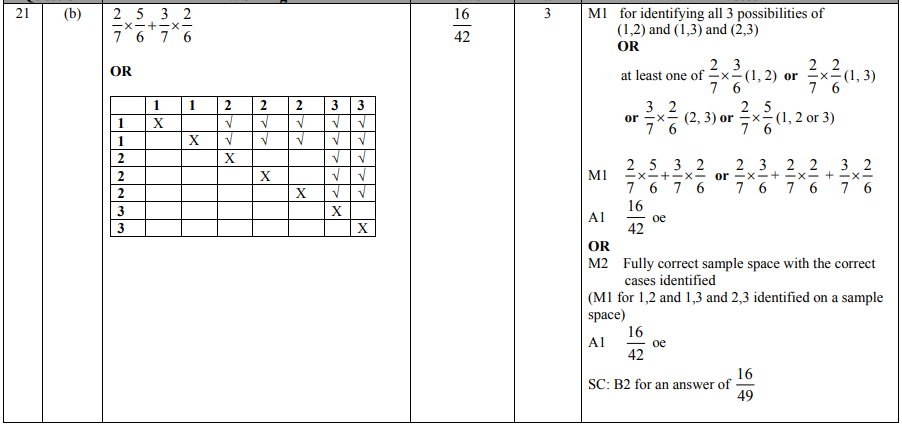 21 (b) 2/7 × 5/6 + 3/7 × 2/6 16/42 3 M1 for identifying all 3 possibilities of
(1,2) and (1,3) and (2,3)
OR
at least one of 2/7 × 3/6 (1, 2) or 2/7 × 2/6 (1, 3)
or 3/7 × 2/6 (2, 3) or 2/7 × 5/6 (1, 2 or 3)
M1 2/7 × 5/6 + 3/7 × 2/6 or 2/7 × 3/6 + 2/7 × 2/6 + 3/7 × 2/6
A1 16/42 oe
OR
M2 Fully correct sample space with the correct
cases identified
(M1 for 1,2 and 1,3 and 2,3 identified on a sample
space)
A1 16/42 oe
SC: B2 for an answer of 16/49
OR
1 1 2 2 2 3 3
1 X √ √ √ √ √
1 X √ √ √ √ √
2 X √ √
2 X √ √
2 X √ √
3 X
3 X